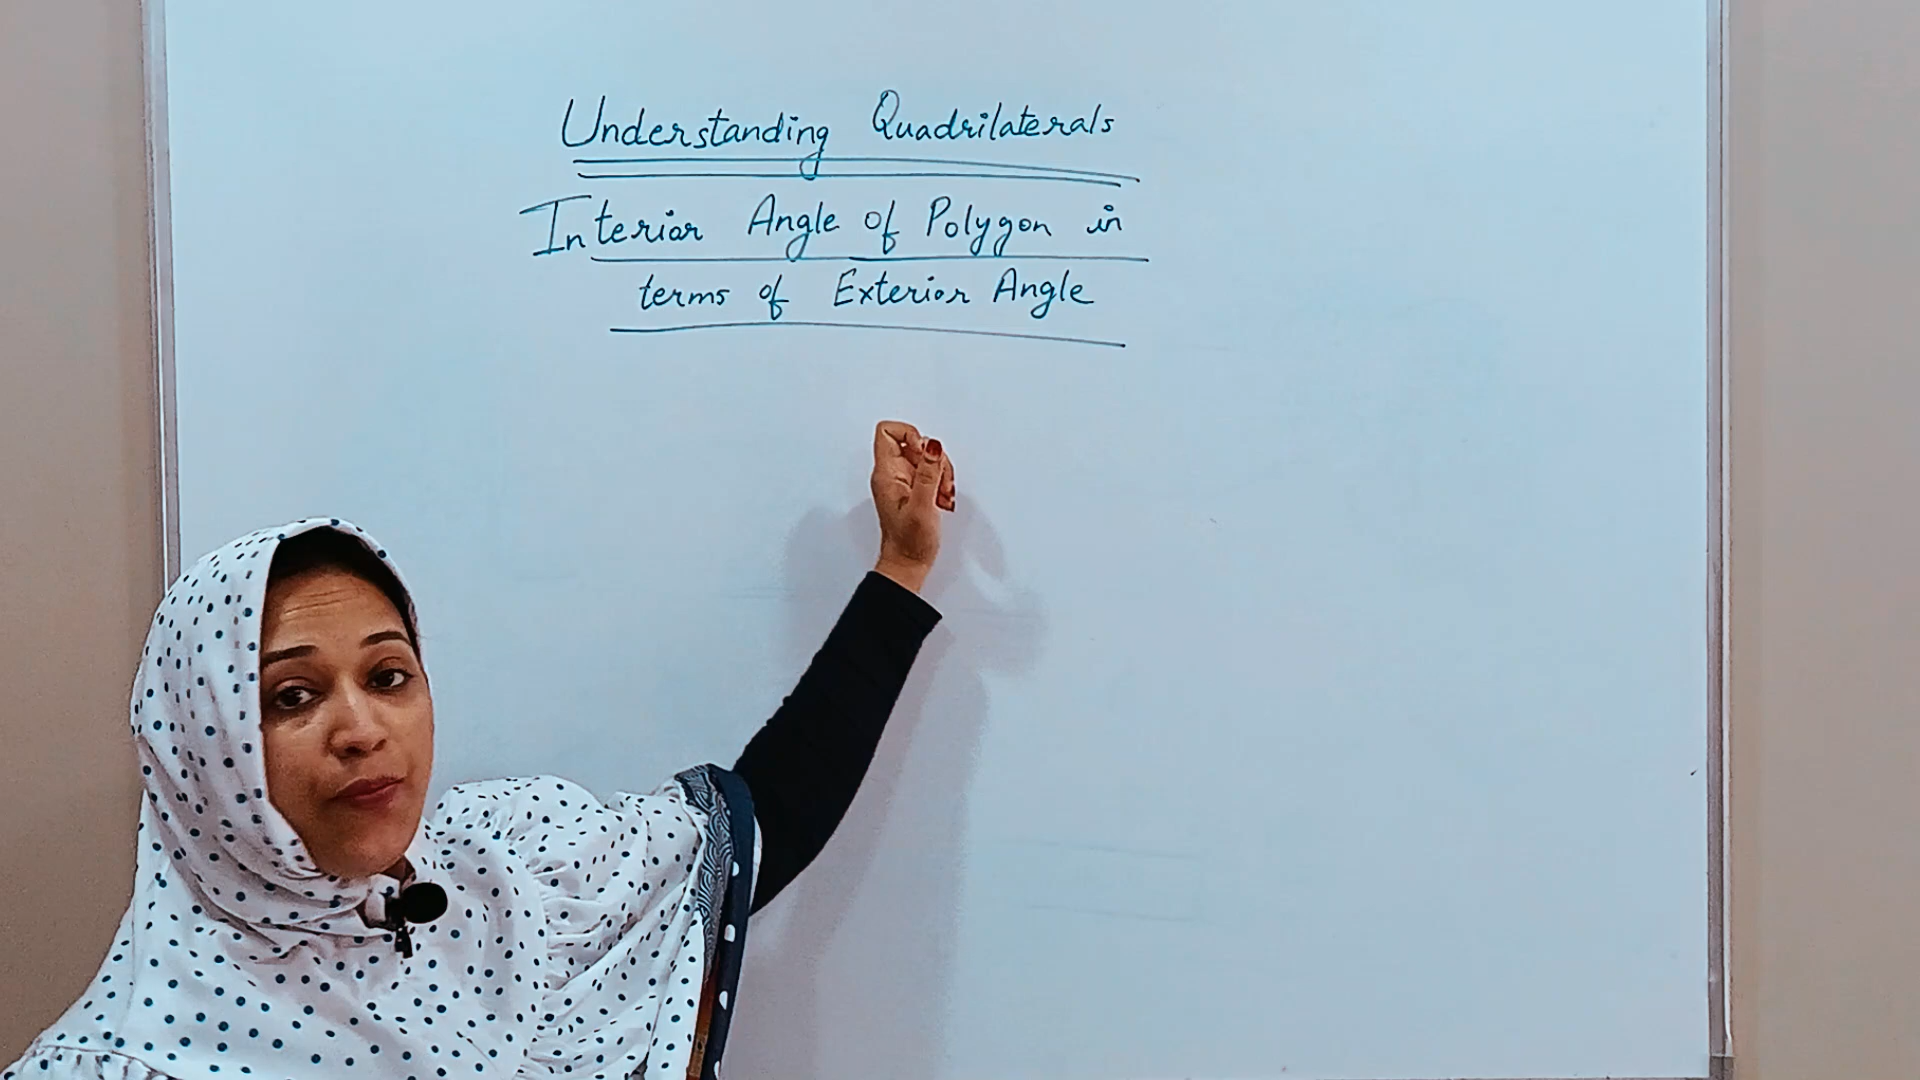 Understanding Quadrilaterals
Interior Angle of Polygon in
terms of Exterior Angle